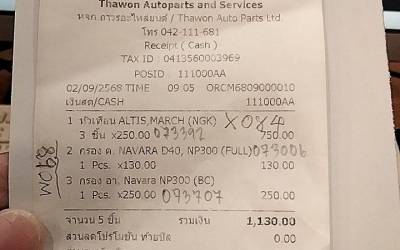 Thawon Autoparts and Services
หจก.ถาวรอะไหล่ยนต์ / Thawon Auto Parts Ltd.
โทร 042-111-681
Receipt ( Cash )
TAX ID : 0413560003969
POSID 111000AA
02/09/2568 TIME 09:05 ORCM6809000010
เงินสด/CASH 111000AA
1 หัวเทียน ALTIS,MARCH (NGK) X084
3 ชิ้น x250.00 073392 750.00
2 กรอง ค. NAVARA D40, NP300 (FULL) 073006
1 Pcs. x130.00 130.00
3 กรอง อา. Navara NP300 (BC)
1 Pcs. x250.00 093707 250.00
จำนวน 5 ชิ้น รวมเงิน 1,130.00
ส่วนลดโปรโมชั่น ท้ายบิล 0.00